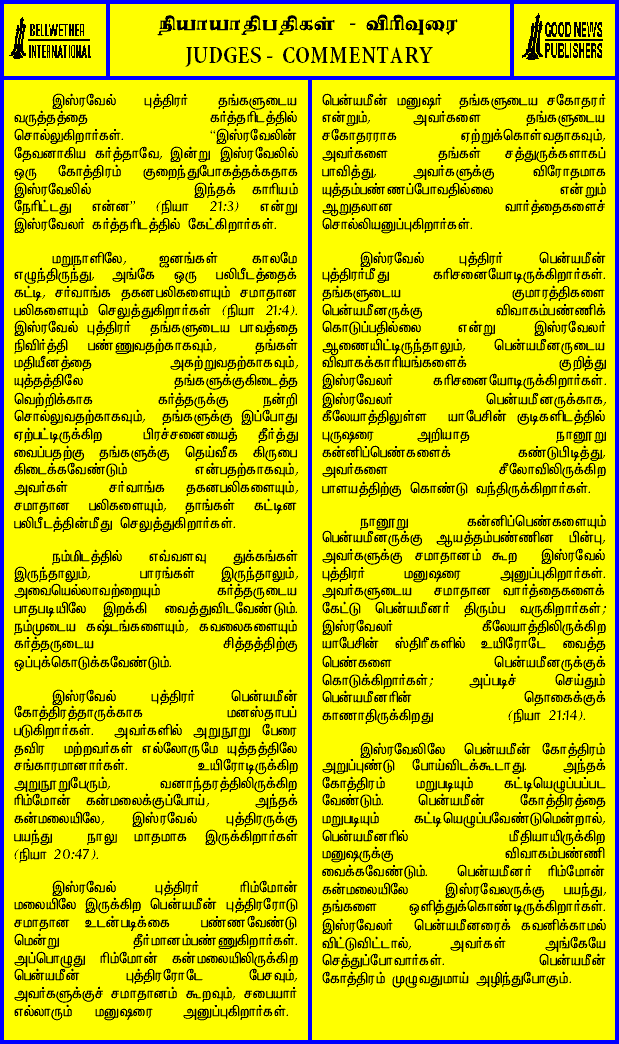 BELLWETHER
INTERNATIONAL
நியாயாதிபதிகள் - விரிவுரை
JUDGES - COMMENTARY
GOOD NEWS
PUBLISHERS
இஸ்ரவேல் புத்திரர் தங்களுடைய
வருத்தத்தை கர்த்தரிடத்தில்
சொல்லுகிறார்கள். “இஸ்ரவேலின்
தேவனாகிய கர்த்தாவே, இன்று இஸ்ரவேலில்
ஒரு கோத்திரம் குறைந்துபோகத்தக்கதாக
இஸ்ரவேலில் இந்தக் காரியம்
நேரிட்டது என்ன” (நியா 21:3) என்று
இஸ்ரவேலர் கர்த்தரிடத்தில் கேட்கிறார்கள்.
மறுநாளிலே, ஜனங்கள் காலமே
எழுந்திருந்து, அங்கே ஒரு பலிபீடத்தைக்
கட்டி, சர்வாங்க தகனபலிகளையும் சமாதான
பலிகளையும் செலுத்துகிறார்கள் (நியா 21:4).
இஸ்ரவேல் புத்திரர் தங்களுடைய பாவத்தை
நிவிர்த்தி பண்ணுவதற்காகவும், தங்கள்
மதியீனத்தை அகற்றுவதற்காகவும்,
யுத்தத்திலே தங்களுக்குகிடைத்த
வெற்றிக்காக கர்த்தருக்கு நன்றி
சொல்லுவதற்காகவும், தங்களுக்கு இப்போது
ஏற்பட்டிருக்கிற பிரச்சனையைத் தீர்த்து
வைப்பதற்கு தங்களுக்கு தெய்வீக கிருபை
கிடைக்கவேண்டும் என்பதற்காகவும்,
அவர்கள் சர்வாங்க தகனபலிகளையும்,
சமாதான பலிகளையும், தாங்கள் கட்டின
பலிபீடத்தின்மீது செலுத்துகிறார்கள்.
நம்மிடத்தில் எவ்வளவு துக்கங்கள்
இருந்தாலும், பாரங்கள் இருந்தாலும்,
அவையெல்லாவற்றையும் கர்த்தருடைய
பாதபடியிலே இறக்கி வைத்துவிடவேண்டும்.
நம்முடைய கஷ்டங்களையும், கவலைகளையும்
கர்த்தருடைய சித்தத்திற்கு
ஒப்புக்கொடுக்கவேண்டும்.
இஸ்ரவேல் புத்திரர் பென்யமீன்
கோத்திரத்தாருக்காக மனஸ்தாபப்
படுகிறார்கள். அவர்களில் அறுநூறு பேரை
தவிர மற்றவர்கள் எல்லோருமே யுத்தத்திலே
சங்காரமானார்கள். உயிரோடிருக்கிற
அறுநூறுபேரும், வனாந்தரத்திலிருக்கிற
ரிம்மோன் கன்மலைக்குப்போய், அந்தக்
கன்மலையிலே, இஸ்ரவேல் புத்திரருக்கு
பயந்து நாலு மாதமாக இருக்கிறார்கள்
(நியா 20:47).
இஸ்ரவேல் புத்திரர் ரிம்மோன்
மலையிலே இருக்கிற பென்யமீன் புத்திரரோடு
சமாதான உடன்படிக்கை பண்ணவேண்டு
மென்று தீர்மானம்பண்ணுகிறார்கள்.
அப்பொழுது ரிம்மோன் கன்மலையிலிருக்கிற
பென்யமீன் புத்திரரோடே பேசவும்,
அவர்களுக்குச் சமாதானம் கூறவும், சபையார்
எல்லாரும் மனுஷரை அனுப்புகிறார்கள்.
பென்யமீன் மனுஷர் தங்களுடைய சகோதரர்
என்றும், அவர்களை தங்களுடைய
சகோதரராக ஏற்றுக்கொள்வதாகவும்,
அவர்களை தங்கள் சத்துருக்களாகப்
பாவித்து, அவர்களுக்கு விரோதமாக
யுத்தம்பண்ணப்போவதில்லை என்றும்
ஆறுதலான வார்த்தைகளைச்
சொல்லியனுப்புகிறார்கள்.
இஸ்ரவேல் புத்திரர் பென்யமீன்
புத்திரர்மீது கரிசனையோடிருக்கிறார்கள்.
தங்களுடைய குமாரத்திகளை
பென்யமீனருக்கு விவாகம்பண்ணிக்
கொடுப்பதில்லை என்று இஸ்ரவேலர்
ஆணையிட்டிருந்தாலும், பென்யமீனருடைய
விவாகக்காரியங்களைக் குறித்து
இஸ்ரவேலர் கரிசனையோடிருக்கிறார்கள்.
இஸ்ரவேலர் பென்யமீனருக்காக,
கீலேயாத்திலுள்ள யாபேசின் குடிகளிடத்தில்
புருஷரை அறியாத நானூறு
கன்னிப்பெண்களைக் கண்டுபிடித்து,
அவர்களை சீலோவிலிருக்கிற
பாளயத்திற்கு கொண்டு வந்திருக்கிறார்கள்.
நானூறு கன்னிப்பெண்களையும்
பென்யமீனருக்கு ஆயத்தம்பண்ணின பின்பு,
அவர்களுக்கு சமாதானம் கூற இஸ்ரவேல்
புத்திரர் மனுஷரை அனுப்புகிறார்கள்.
அவர்களுடைய சமாதான வார்த்தைகளைக்
கேட்டு பென்யமீனர் திரும்ப வருகிறார்கள்;
இஸ்ரவேலர் கீலேயாத்திலிருக்கிற
யாபேசின் ஸ்திரீகளில் உயிரோடே வைத்த
பெண்களை பென்யமீனருக்குக்
கொடுக்கிறார்கள்; அப்படிச் செய்தும்
பென்யமீனரின் தொகைக்குக்
காணாதிருக்கிறது (நியா 21:14).
இஸ்ரவேலிலே பென்யமீன் கோத்திரம்
அறுப்புண்டு போய்விடக்கூடாது. அந்தக்
கோத்திரம் மறுபடியும் கட்டியெழுப்பப்பட
வேண்டும். பென்யமீன் கோத்திரத்தை
மறுபடியும் கட்டியெழுப்பவேண்டுமென்றால்,
பென்யமீனரில் மீதியாயிருக்கிற
மனுஷருக்கு விவாகம்பண்ணி
வைக்கவேண்டும். பென்யமீனர் ரிம்மோன்
கன்மலையிலே இஸ்ரவேலருக்கு பயந்து,
தங்களை ஒளித்துக்கொண்டிருக்கிறார்கள்.
இஸ்ரவேலர் பென்யமீனரைக் கவனிக்காமல்
விட்டுவிட்டால், அவர்கள் அங்கேயே
செத்துப்போவார்கள். பென்யமீன்
கோத்திரம் முழுவதுமாய் அழிந்துபோகும்.